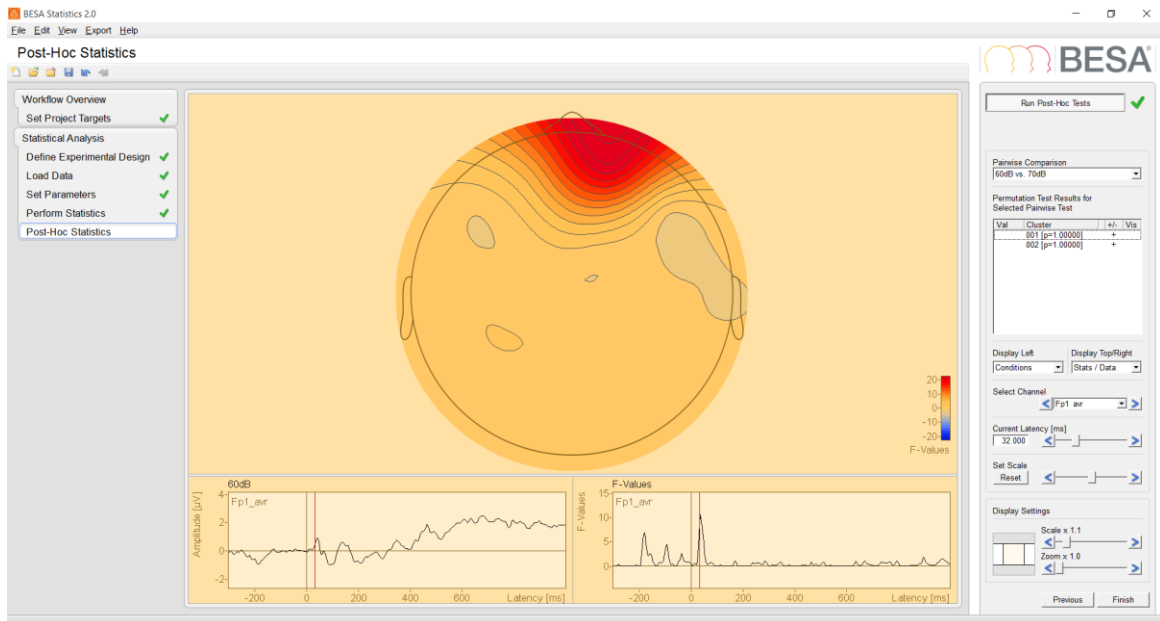 BESA Statistics 2.0
File Edit View Export Help
Post-Hoc Statistics
BESA
Workflow Overview
Set Project Targets
Statistical Analysis
Define Experimental Design
Load Data
Set Parameters
Perform Statistics
Post-Hoc Statistics
20
10
0
-10
-20
F-Values
60dB
Fp1_avr
Amplitude [µV]
4
2
0
-2
-200 0 200 400 600 Latency [ms]
F-Values
Fp1_avr
F-Values
15
10
5
0
-200 0 200 400 600 Latency [ms]
Run Post-Hoc Tests
Pairwise Comparison
60dB vs. 70dB
Permutation Test Results for
Selected Pairwise Test
Val Cluster / +/- Vis
001 [p=1.00000] +
002 [p=1.00000] +
Display Left Display Top/Right
Conditions Stats / Data
Select Channel
Fp1_avr
Current Latency [ms]
32.000
Set Scale
Reset
Display Settings
Scale x 1.1
Zoom x 1.0
Previous Finish